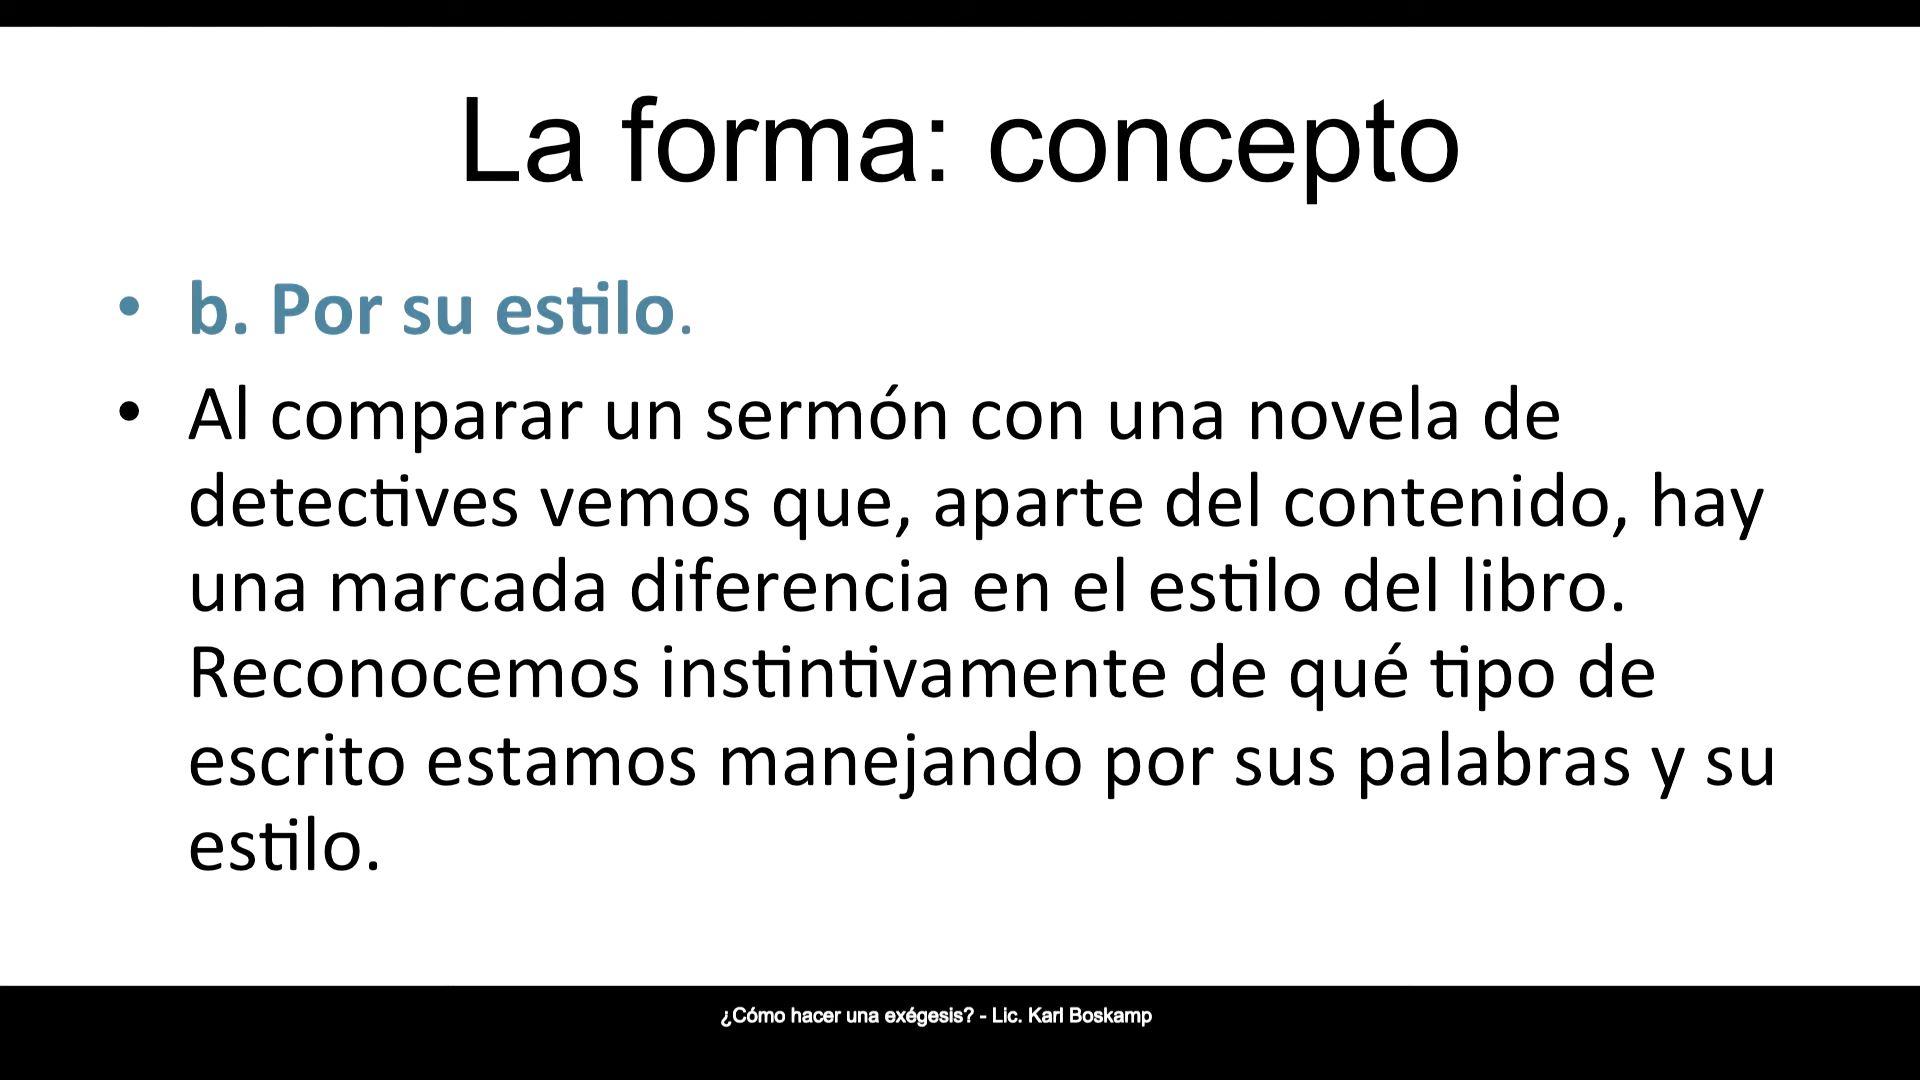 La forma: concepto
• b. Por su estilo.
• Al comparar un sermón con una novela de
detectives vemos que, aparte del contenido, hay
una marcada diferencia en el estilo del libro.
Reconocemos instintivamente de qué tipo de
escrito estamos manejando por sus palabras y su
estilo.
¿Cómo hacer una exégesis? - Lic. Karl Boskamp